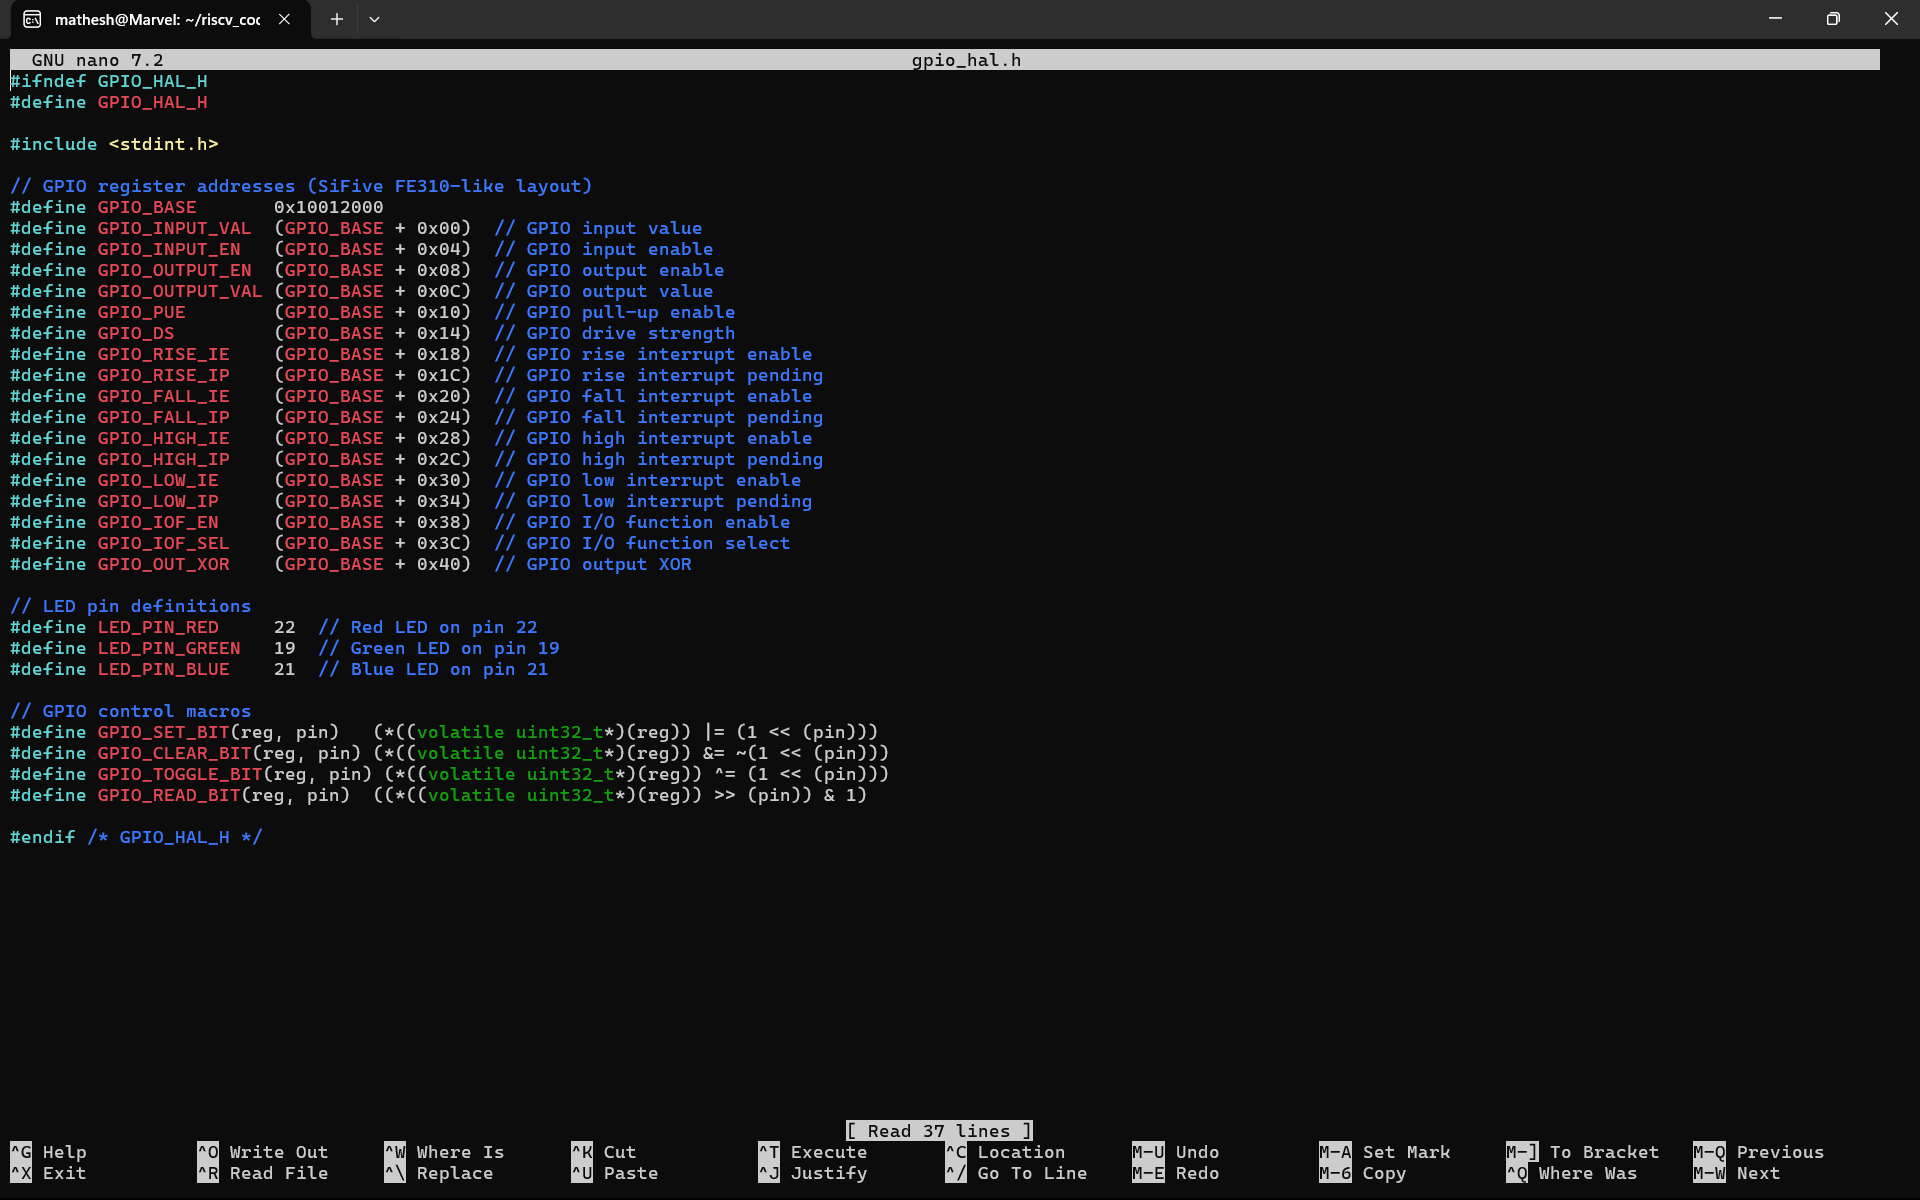 mathesh@Marvel: ~/riscv_coc
GNU nano 7.2 gpio_hal.h
#ifndef GPIO_HAL_H
#define GPIO_HAL_H
#include <stdint.h>
// GPIO register addresses (SiFive FE310-like layout)
#define GPIO_BASE       0x10012000
#define GPIO_INPUT_VAL  (GPIO_BASE + 0x00)  // GPIO input value
#define GPIO_INPUT_EN   (GPIO_BASE + 0x04)  // GPIO input enable
#define GPIO_OUTPUT_EN  (GPIO_BASE + 0x08)  // GPIO output enable
#define GPIO_OUTPUT_VAL (GPIO_BASE + 0x0C)  // GPIO output value
#define GPIO_PUE        (GPIO_BASE + 0x10)  // GPIO pull-up enable
#define GPIO_DS         (GPIO_BASE + 0x14)  // GPIO drive strength
#define GPIO_RISE_IE    (GPIO_BASE + 0x18)  // GPIO rise interrupt enable
#define GPIO_RISE_IP    (GPIO_BASE + 0x1C)  // GPIO rise interrupt pending
#define GPIO_FALL_IE    (GPIO_BASE + 0x20)  // GPIO fall interrupt enable
#define GPIO_FALL_IP    (GPIO_BASE + 0x24)  // GPIO fall interrupt pending
#define GPIO_HIGH_IE    (GPIO_BASE + 0x28)  // GPIO high interrupt enable
#define GPIO_HIGH_IP    (GPIO_BASE + 0x2C)  // GPIO high interrupt pending
#define GPIO_LOW_IE     (GPIO_BASE + 0x30)  // GPIO low interrupt enable
#define GPIO_LOW_IP     (GPIO_BASE + 0x34)  // GPIO low interrupt pending
#define GPIO_IOF_EN     (GPIO_BASE + 0x38)  // GPIO I/O function enable
#define GPIO_IOF_SEL    (GPIO_BASE + 0x3C)  // GPIO I/O function select
#define GPIO_OUT_XOR    (GPIO_BASE + 0x40)  // GPIO output XOR
// LED pin definitions
#define LED_PIN_RED     22  // Red LED on pin 22
#define LED_PIN_GREEN   19  // Green LED on pin 19
#define LED_PIN_BLUE    21  // Blue LED on pin 21
// GPIO control macros
#define GPIO_SET_BIT(reg, pin)   (*((volatile uint32_t*)(reg)) |= (1 << (pin)))
#define GPIO_CLEAR_BIT(reg, pin) (*((volatile uint32_t*)(reg)) &= ~(1 << (pin)))
#define GPIO_TOGGLE_BIT(reg, pin) (*((volatile uint32_t*)(reg)) ^= (1 << (pin)))
#define GPIO_READ_BIT(reg, pin)  ((*((volatile uint32_t*)(reg)) >> (pin)) & 1)
#endif /* GPIO_HAL_H */
[ Read 37 lines ]
^G Help ^O Write Out ^W Where Is ^K Cut ^T Execute ^C Location M-U Undo M-A Set Mark M-] To Bracket M-Q Previous
^X Exit ^R Read File ^\ Replace ^U Paste ^J Justify ^/ Go To Line M-E Redo M-6 Copy ^Q Where Was M-W Next